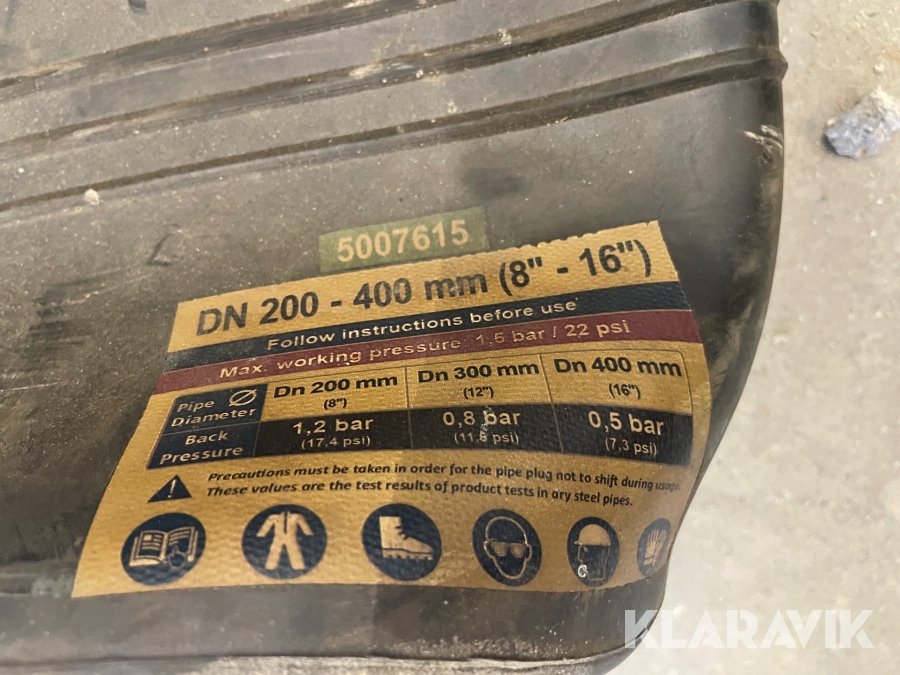 5007615
DN 200 - 400 mm (8" - 16")
Follow instructions before use
Max. working pressure: 1,5 bar / 22 psi
Pipe Ø Diameter
Dn 200 mm (8")
Dn 300 mm (12")
Dn 400 mm (16")
Back Pressure
1,2 bar (17,4 psi)
0,8 bar (11,6 psi)
0,5 bar (7,3 psi)
Precautions must be taken in order for the pipe plug not to shift during usage.
These values are the test results of product tests in dry steel pipes.
KLARAVIK